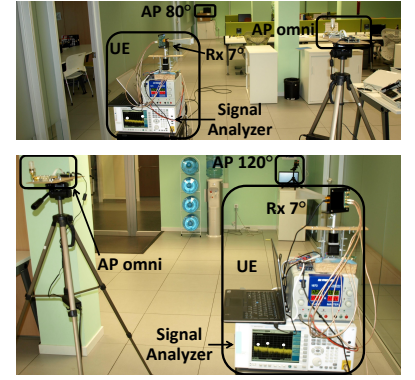 AP 80°
AP omni
UE
Rx 7°
Signal
Analyzer
AP 120°
Rx 7°
AP omni
UE
Signal
Analyzer